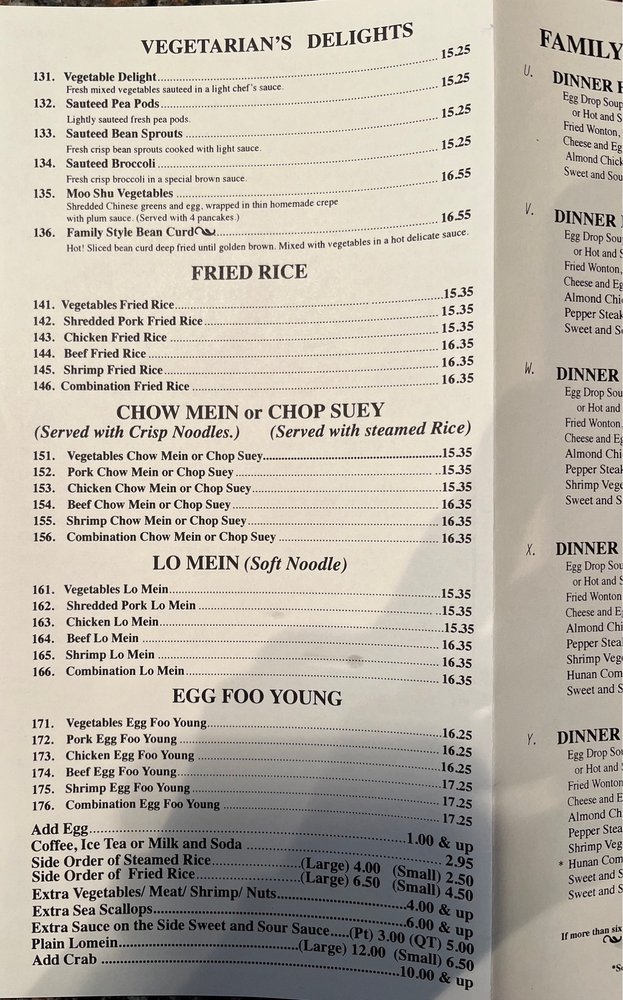 VEGETARIAN'S DELIGHTS
131. Vegetable Delight 15.25
Fresh mixed vegetables sauteed in a light chef's sauce.
132. Sauteed Pea Pods 15.25
Lightly sauteed fresh pea pods.
133. Sauteed Bean Sprouts 15.25
Fresh crisp bean sprouts cooked with light sauce.
134. Sauteed Broccoli 15.25
Fresh crisp broccoli in a special brown sauce.
135. Moo Shu Vegetables 16.55
Shredded Chinese greens and egg, wrapped in thin homemade crepe
with plum sauce. (Served with 4 pancakes.)
136. Family Style Bean Curd 16.55
Hot! Sliced bean curd deep fried until golden brown. Mixed with vegetables in a hot delicate sauce.
FRIED RICE
141. Vegetables Fried Rice 15.35
142. Shredded Pork Fried Rice 15.35
143. Chicken Fried Rice 15.35
144. Beef Fried Rice 16.35
145. Shrimp Fried Rice 16.35
146. Combination Fried Rice 16.35
CHOW MEIN or CHOP SUEY
(Served with Crisp Noodles.) (Served with steamed Rice)
151. Vegetables Chow Mein or Chop Suey 15.35
152. Pork Chow Mein or Chop Suey 15.35
153. Chicken Chow Mein or Chop Suey 15.35
154. Beef Chow Mein or Chop Suey 16.35
155. Shrimp Chow Mein or Chop Suey 16.35
156. Combination Chow Mein or Chop Suey 16.35
LO MEIN (Soft Noodle)
161. Vegetables Lo Mein 15.35
162. Shredded Pork Lo Mein 15.35
163. Chicken Lo Mein 15.35
164. Beef Lo Mein 16.35
165. Shrimp Lo Mein 16.35
166. Combination Lo Mein 16.35
EGG FOO YOUNG
171. Vegetables Egg Foo Young 16.25
172. Pork Egg Foo Young 16.25
173. Chicken Egg Foo Young 16.25
174. Beef Egg Foo Young 17.25
175. Shrimp Egg Foo Young 17.25
176. Combination Egg Foo Young 17.25
Add Egg 1.00 & up
Coffee, Ice Tea or Milk and Soda 2.95
Side Order of Steamed Rice (Large) 4.00 (Small) 2.50
Side Order of Fried Rice (Large) 6.50 (Small) 4.50
Extra Vegetables/ Meat/ Shrimp/ Nuts 4.00 & up
Extra Sea Scallops 6.00 & up
Extra Sauce on the Side Sweet and Sour Sauce (Pt) 3.00 (QT) 5.00
Plain Lomein (Large) 12.00 (Small) 6.50
Add Crab 10.00 & up
FAMILY
U. DINNER
Egg Drop Soup
or Hot and
Fried Wonton,
Cheese and
Almond
Sweet and
V. DINNER
Egg Drop
or Hot and
Fried Wonton,
Cheese and
Almond
Pepper Steak
Sweet and
W. DINNER
Egg Drop
or Hot and
Fried Wonton
Cheese and
Almond
Pepper Steak
Shrimp
Sweet and
X. DINNER
Egg Drop
or Hot and
Fried Wonton
Cheese and
Almond
Pepper
Shrimp
Hunan
Sweet and
Y. DINNER
Egg Drop
or Hot and
Fried Wonton
Cheese and
Almond
Pepper
Shrimp
* Hunan
Sweet and
Sweet and
If more than six